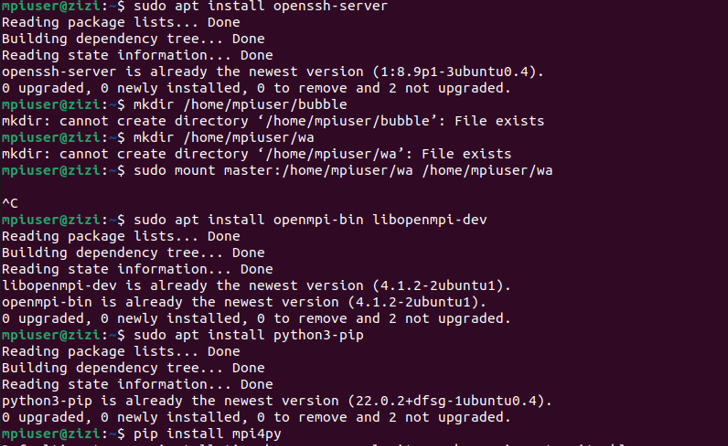 mpiuser@zizi:~$ sudo apt install openssh-server
Reading package lists... Done
Building dependency tree... Done
Reading state information... Done
openssh-server is already the newest version (1:8.9p1-3ubuntu0.4).
0 upgraded, 0 newly installed, 0 to remove and 2 not upgraded.
mpiuser@zizi:~$ mkdir /home/mpiuser/bubble
mkdir: cannot create directory ‘/home/mpiuser/bubble’: File exists
mpiuser@zizi:~$ mkdir /home/mpiuser/wa
mkdir: cannot create directory ‘/home/mpiuser/wa’: File exists
mpiuser@zizi:~$ sudo mount master:/home/mpiuser/wa /home/mpiuser/wa
^C
mpiuser@zizi:~$ sudo apt install openmpi-bin libopenmpi-dev
Reading package lists... Done
Building dependency tree... Done
Reading state information... Done
libopenmpi-dev is already the newest version (4.1.2-2ubuntu1).
openmpi-bin is already the newest version (4.1.2-2ubuntu1).
0 upgraded, 0 newly installed, 0 to remove and 2 not upgraded.
mpiuser@zizi:~$ sudo apt install python3-pip
Reading package lists... Done
Building dependency tree... Done
Reading state information... Done
python3-pip is already the newest version (22.0.2+dfsg-1ubuntu0.4).
0 upgraded, 0 newly installed, 0 to remove and 2 not upgraded.
mpiuser@zizi:~$ pip install mpi4py